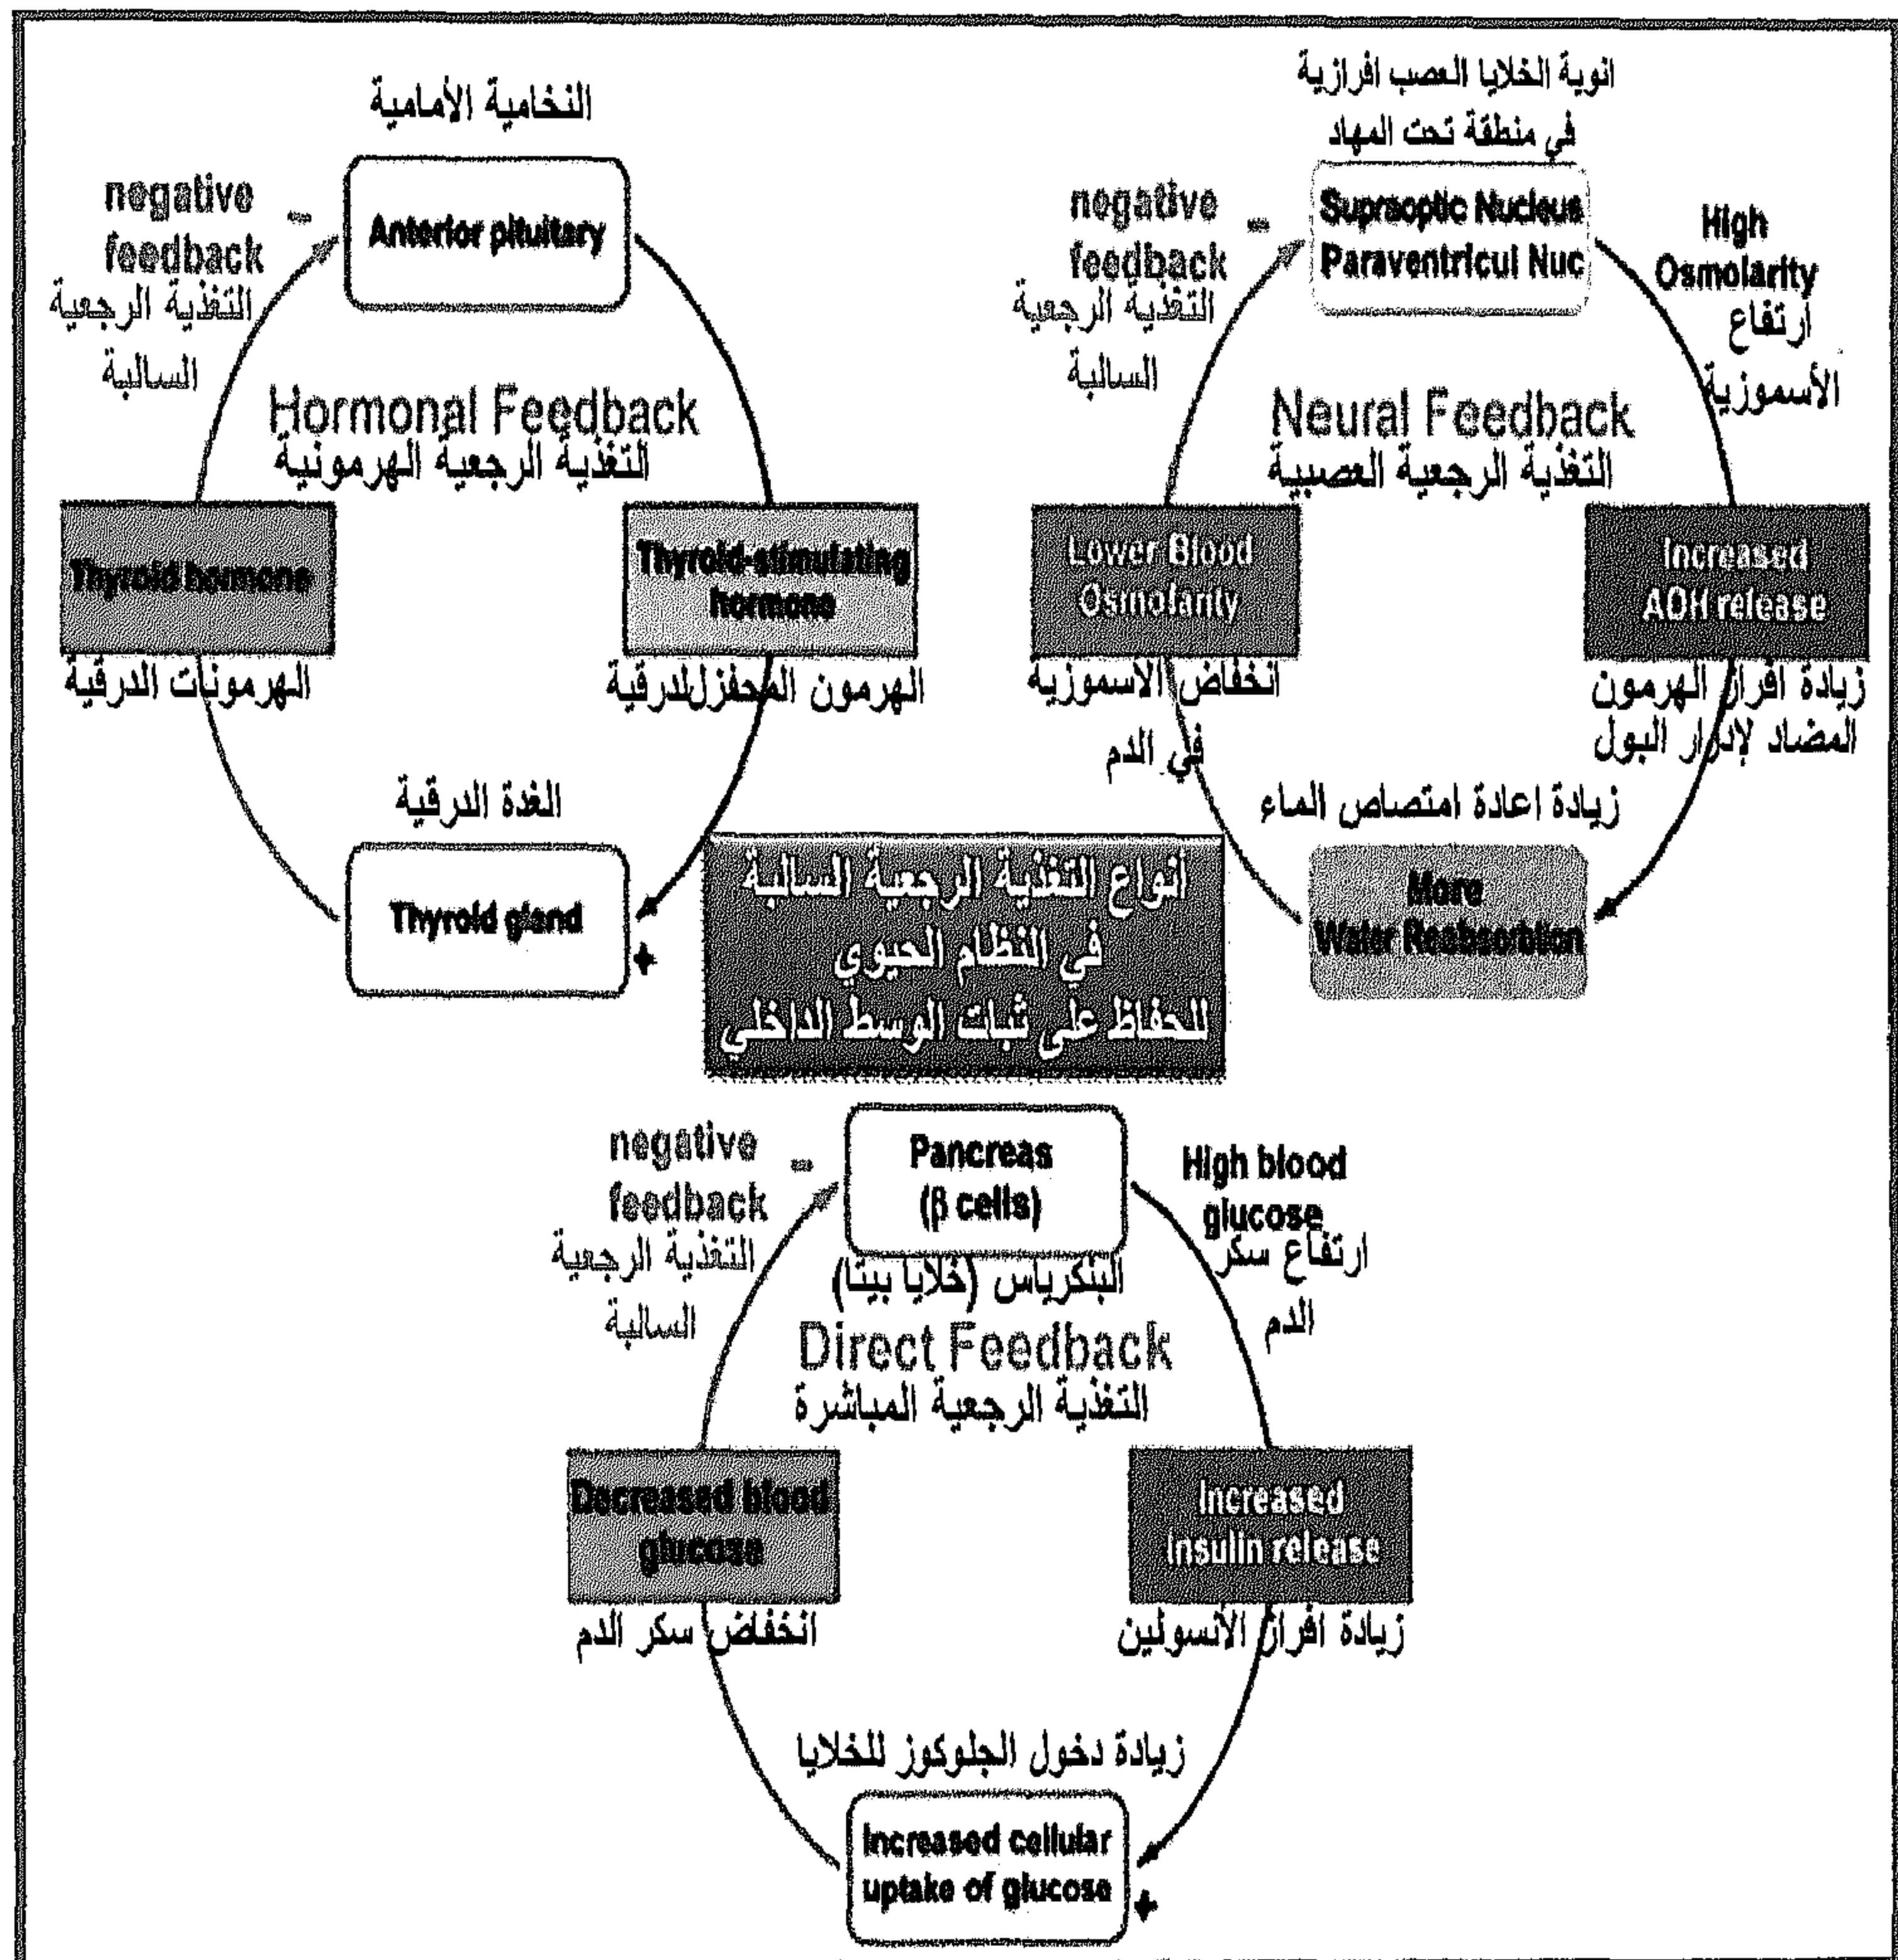 النخامية الأمامية
Anterior pituitary
negative
feedback
-
التغذية الرجعية
السالبة
Hormonal Feedback
التغذية الرجعية الهرمونية
Thyroid hormone
الهرمونات الدرقية
Thyroid-stimulating
hormone
الهرمون المحفزللدرقية
الغدة الدرقية
Thyroid gland
+
انوية الخلايا العصب افرازية
في منطقة تحت المهاد
Supraoptic Nucleus
Paraventricul Nuc
negative
feedback
-
التغذية الرجعية
السالبة
High
Osmolarity
ارتفاع
الأسموزية
Neural Feedback
التغذية الرجعية العصبية
Lower Blood
Osmolarity
انخفاض الاسموزية
في الدم
Increased
ADH release
زيادة افراز الهرمون
المضاد لإدرار البول
زيادة اعادة امتصاص الماء
More
Water Reabsorbtion
أنواع التغذية الرجعية السالبة
في النظام الحيوي
للحفاظ على ثبات الوسط الداخلي
Pancreas
(β cells)
البنكرياس (خلايا بيتا)
negative
feedback
-
التغذية الرجعية
السالبة
High blood
glucose
ارتفاع سكر
الدم
Direct Feedback
التغذية الرجعية المباشرة
Decreased blood
glucose
انخفاض سكر الدم
Increased
insulin release
زيادة افراز الأنسولين
زيادة دخول الجلوكوز للخلايا
Increased cellular
uptake of glucose
+